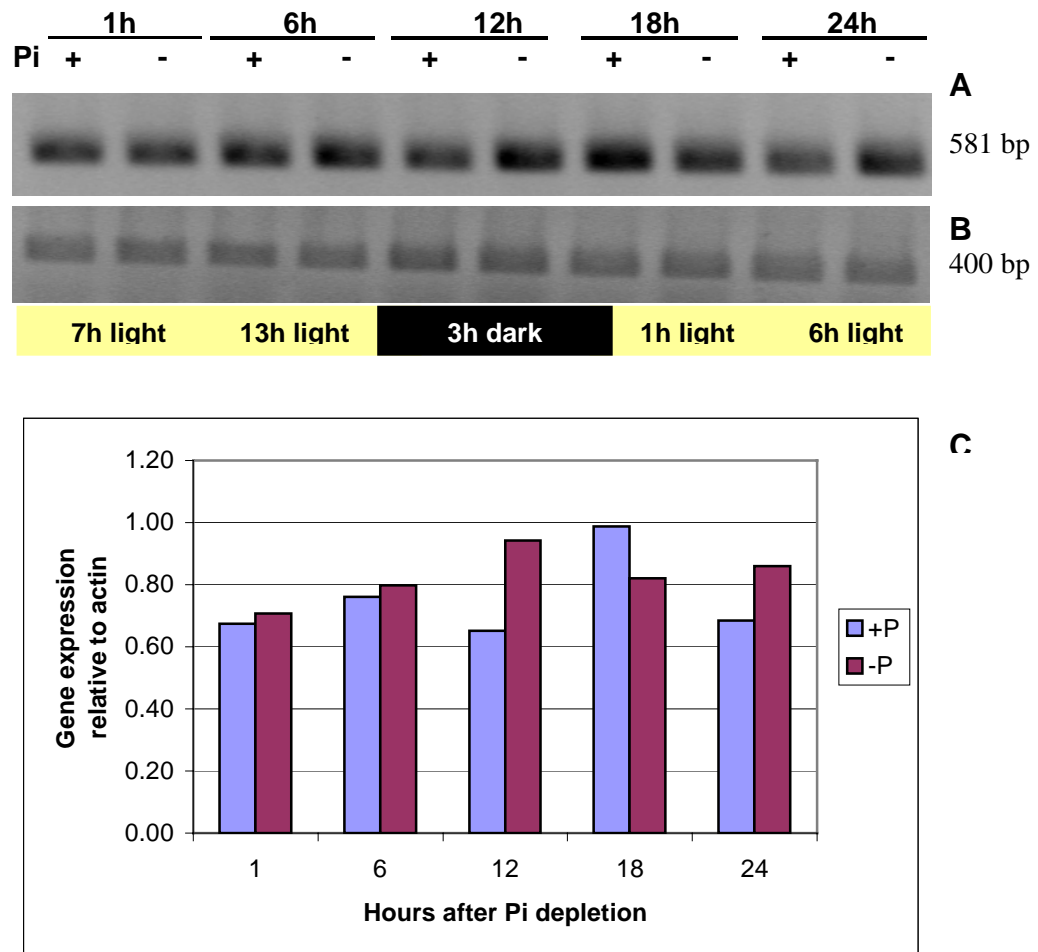 1h 6h 12h 18h 24h
Pi + - + - + - + - + -
A
581 bp
B
400 bp
7h light 13h light 3h dark 1h light 6h light
C
1.20
1.00
0.80
0.60
0.40
0.20
0.00
Gene expression
relative to actin
1 6 12 18 24
Hours after Pi depletion
+P
-P